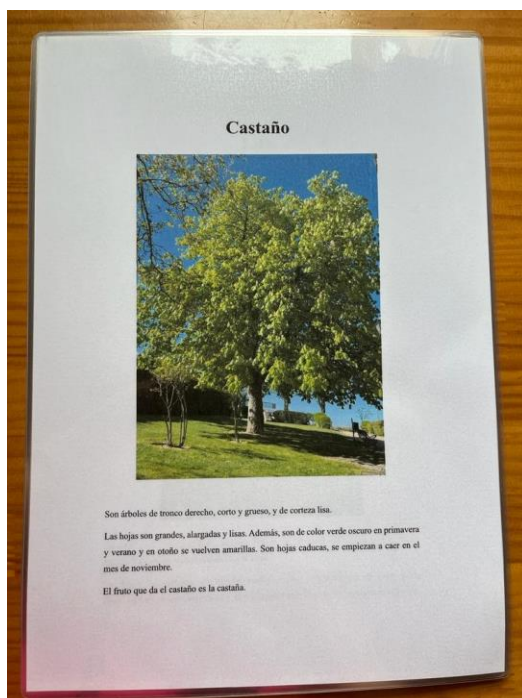 Castaño
Son árboles de tronco derecho, corto y grueso, y de corteza lisa.
Las hojas son grandes, alargadas y lisas. Además, son de color verde oscuro en primavera
y verano y en otoño se vuelven amarillas. Son hojas caducas, se empiezan a caer en el
mes de noviembre.
El fruto que da el castaño es la castaña.